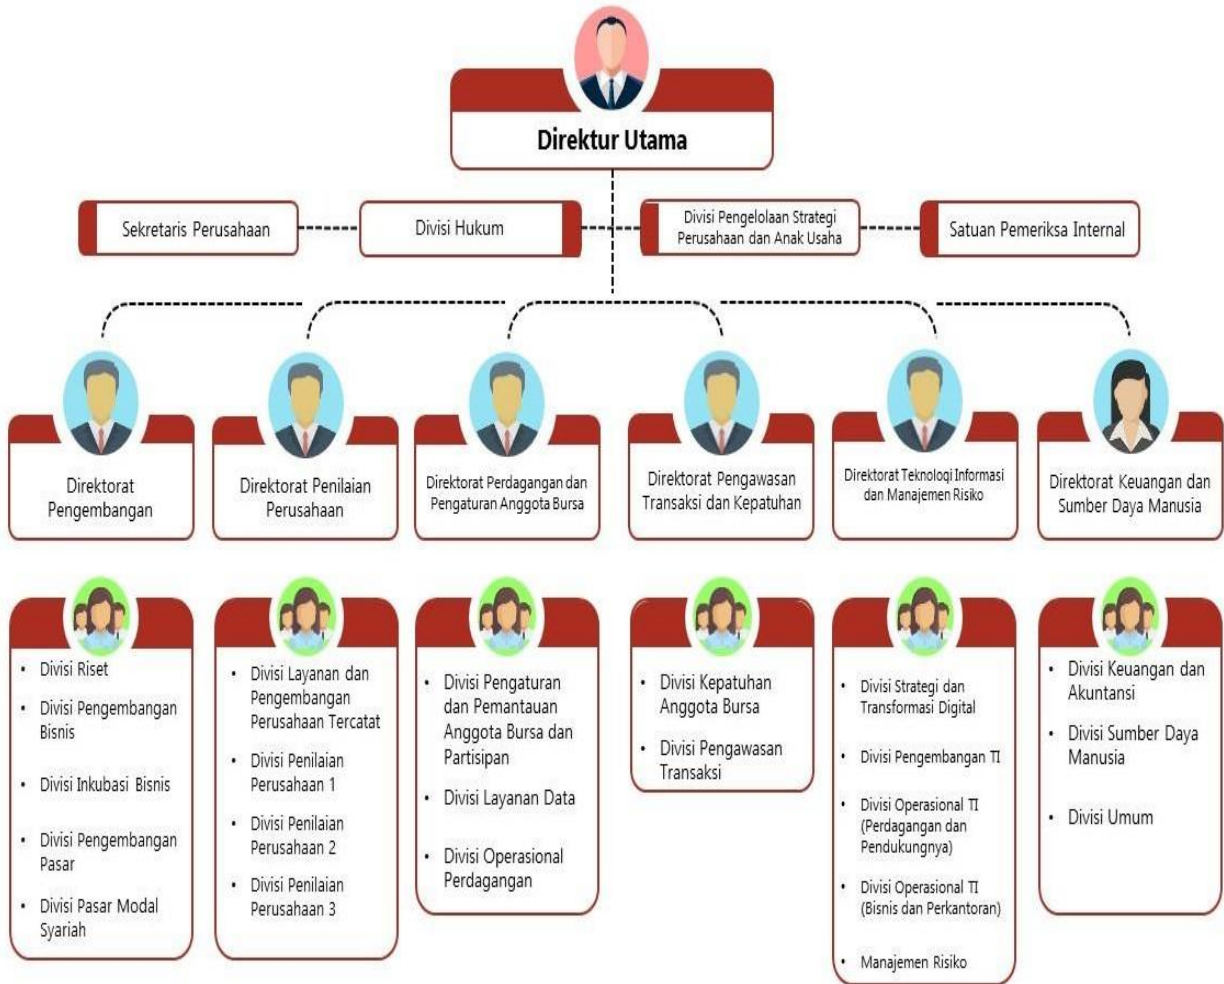 Direktur Utama
Sekretaris Perusahaan
Divisi Hukum
Divisi Pengelolaan Strategi
Perusahaan dan Anak Usaha
Satuan Pemeriksa Internal
Direktorat
Pengembangan
Direktorat Penilaian
Perusahaan
Direktorat Perdagangan dan
Pengaturan Anggota Bursa
Direktorat Pengawasan
Transaksi dan Kepatuhan
Direktorat Teknologi Informasi
dan Manajemen Risiko
Direktorat Keuangan dan
Sumber Daya Manusia
• Divisi Riset
• Divisi Pengembangan
Bisnis
• Divisi Inkubasi Bisnis
• Divisi Pengembangan
Pasar
• Divisi Pasar Modal
Syariah
• Divisi Layanan dan
Pengembangan
Perusahaan Tercatat
• Divisi Penilaian
Perusahaan 1
• Divisi Penilaian
Perusahaan 2
• Divisi Penilaian
Perusahaan 3
• Divisi Pengaturan
dan Pemantauan
Anggota Bursa dan
Partisipan
• Divisi Layanan Data
• Divisi Operasional
Perdagangan
• Divisi Kepatuhan
Anggota Bursa
• Divisi Pengawasan
Transaksi
• Divisi Strategi dan
Transformasi Digital
• Divisi Pengembangan TI
• Divisi Operasional TI
(Perdagangan dan
Pendukungnya)
• Divisi Operasional TI
(Bisnis dan Perkantoran)
• Manajemen Risiko
• Divisi Keuangan dan
Akuntansi
• Divisi Sumber Daya
Manusia
• Divisi Umum